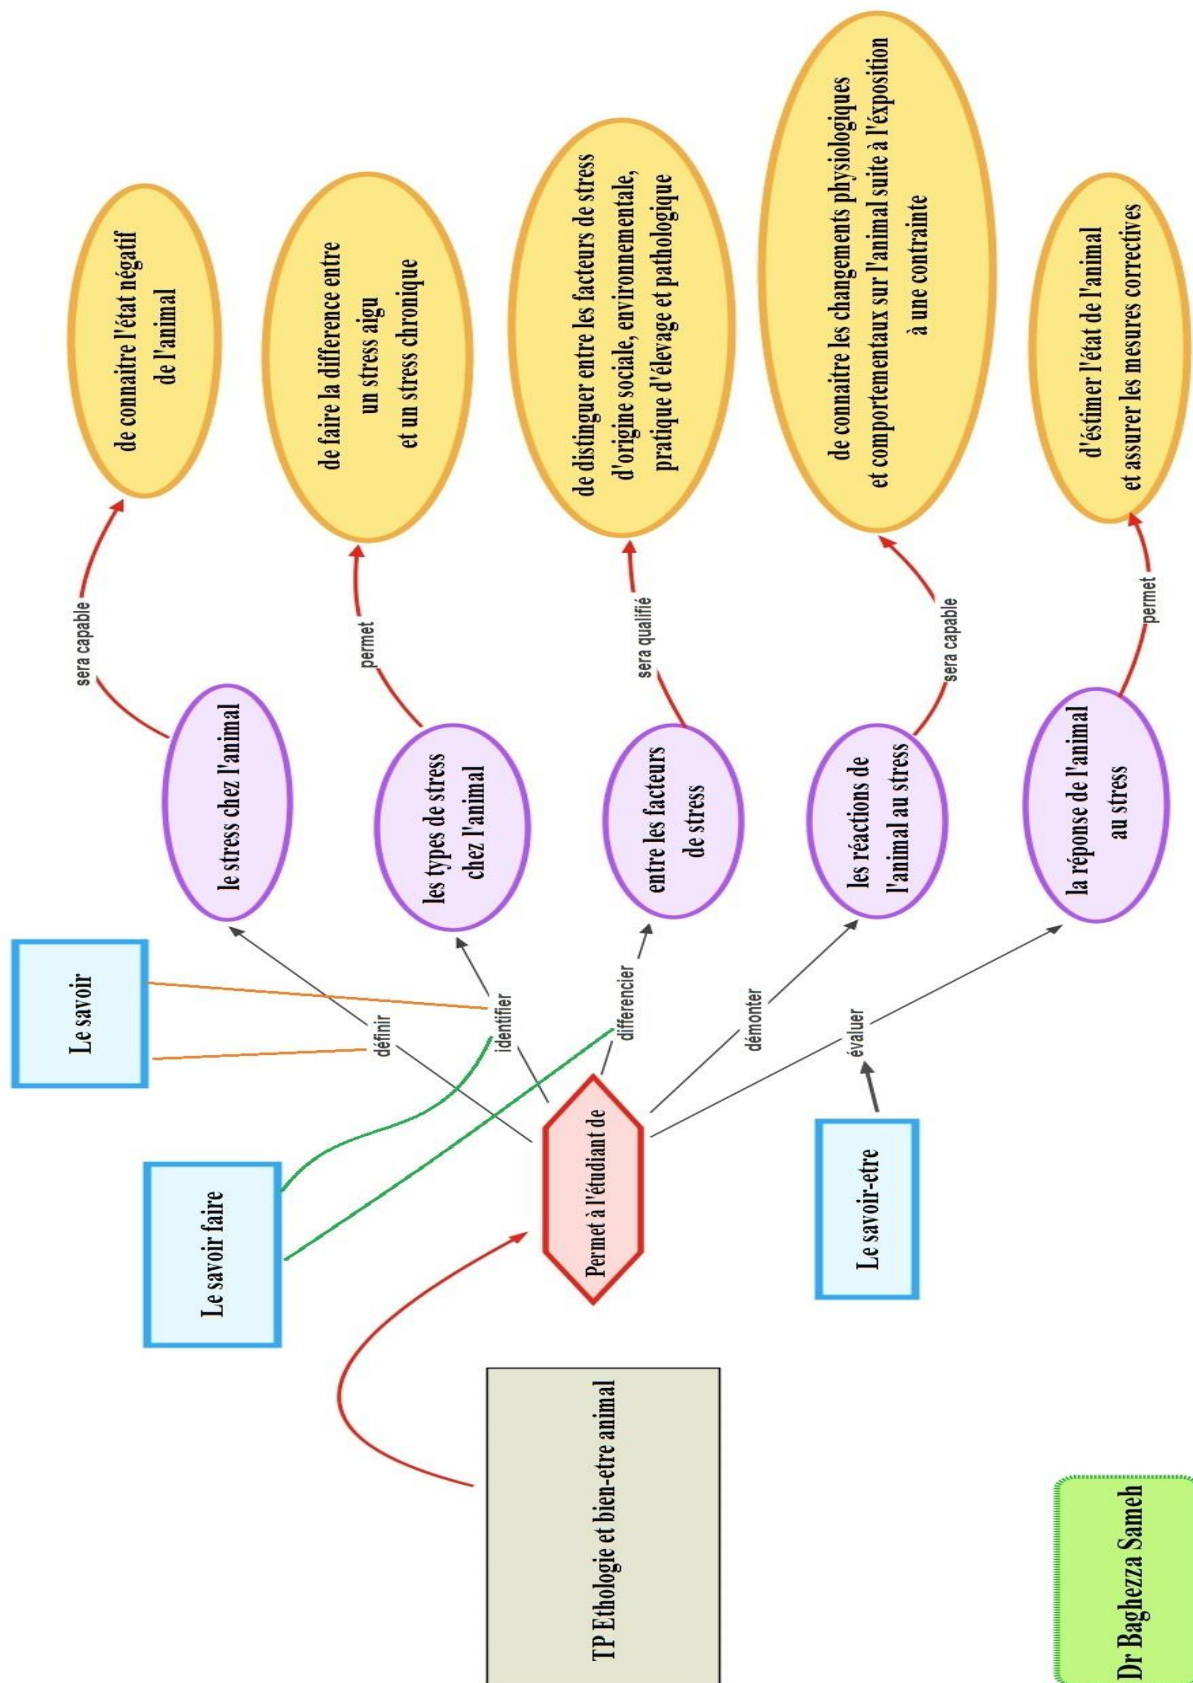 TP Ethologie et bien-etre animal
Permet à l'étudiant de
Le savoir
Le savoir faire
Le savoir-etre
définir
le stress chez l'animal
sera capable
de connaitre l'état négatif
de l'animal
identifier
les types de stress
chez l'animal
permet
de faire la difference entre
un stress aigu
et un stress chronique
differencier
entre les facteurs
de stress
sera qualifié
de distinguer entre les facteurs de stress
d'origine sociale, environnementale,
pratique d'élevage et pathologique
démonter
les réactions de
l'animal au stress
sera capable
de connaitre les changements physiologiques
et comportementaux sur l'animal suite à l'éxposition
à une contrainte
évaluer
la réponse de l'animal
au stress
permet
d'éstimer l'état de l'animal
et assurer les mesures correctives
Dr Baghezza Sameh